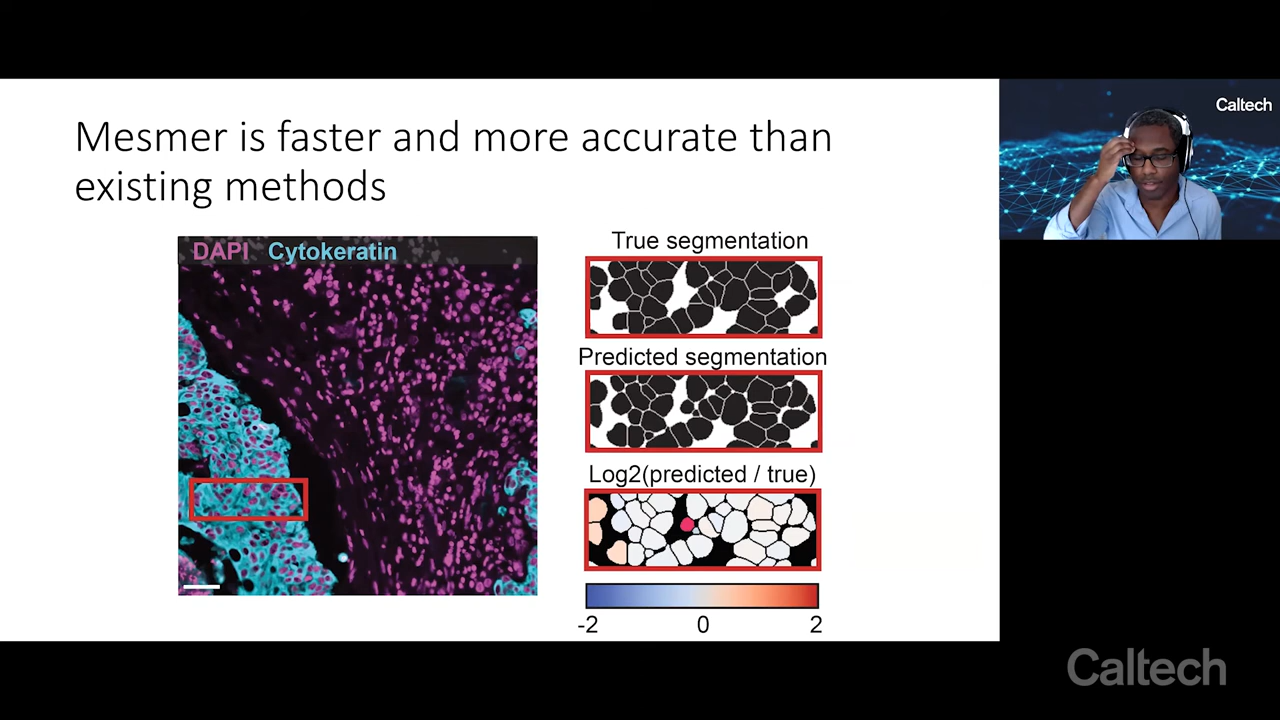 Mesmer is faster and more accurate than
existing methods
DAPI Cytokeratin
True segmentation
Predicted segmentation
Log2(predicted / true)
-2 0 2
Caltech
Caltech